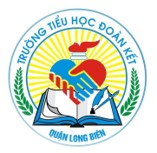 TRƯỜNG TIỂU HỌC ĐOÀN KẾT
QUẬN LONG BIÊN